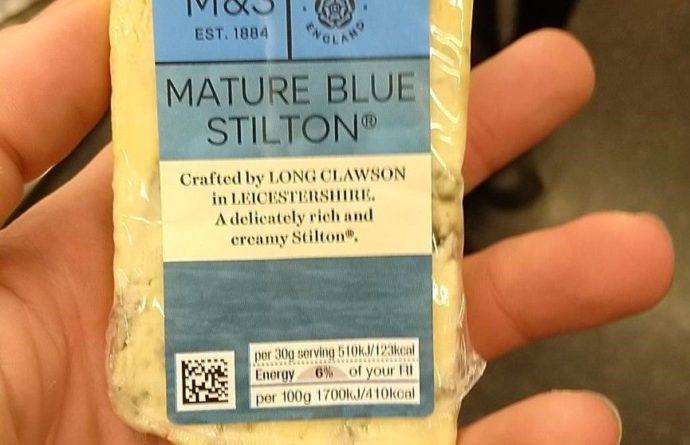 M&S
EST. 1884
ENGLAND
MATURE BLUE
STILTON®
Crafted by LONG CLAWSON
in LEICESTERSHIRE.
A delicately rich and
creamy Stilton®.
per 30g serving 510kJ/123kcal
Energy 6% of your RI
per 100g 1700kJ/410kcal